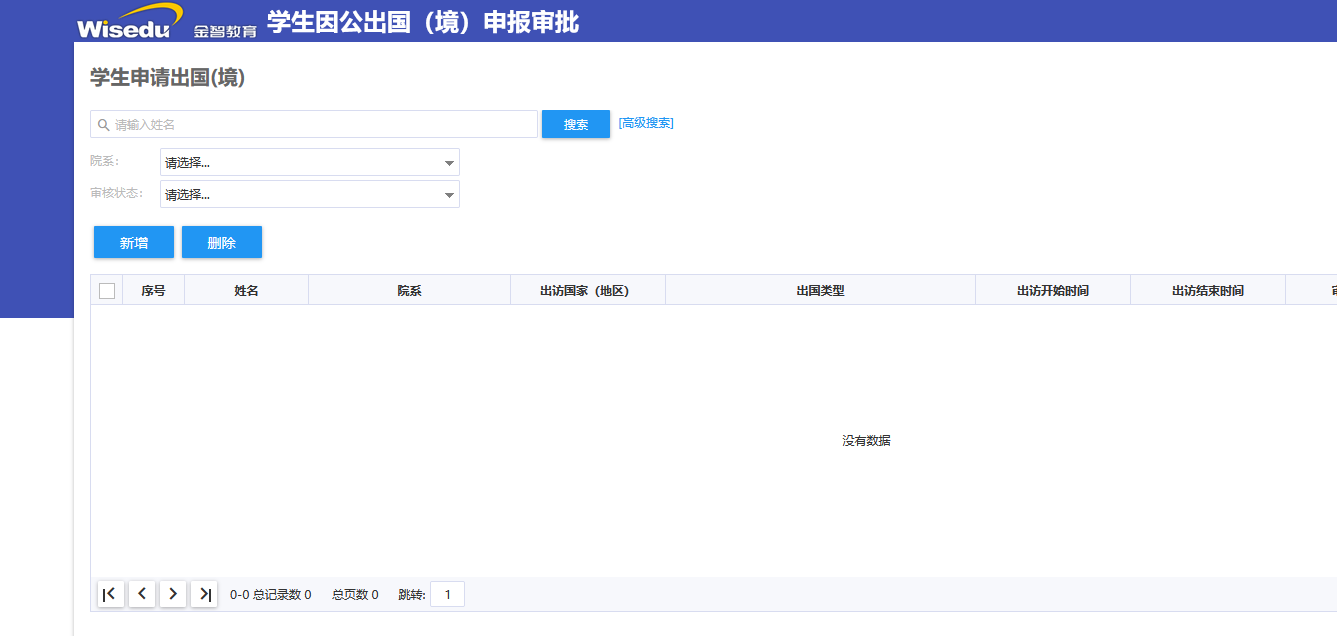 Wisedu 金智教育 学生因公出国（境）申报审批
学生申请出国(境)
请输入姓名 搜索 [高级搜索]
院系: 请选择...
审核状态: 请选择...
新增 删除
序号 姓名 院系 出访国家（地区） 出国类型 出访开始时间 出访结束时间
没有数据
0-0 总记录数 0 总页数 0 跳转: 1